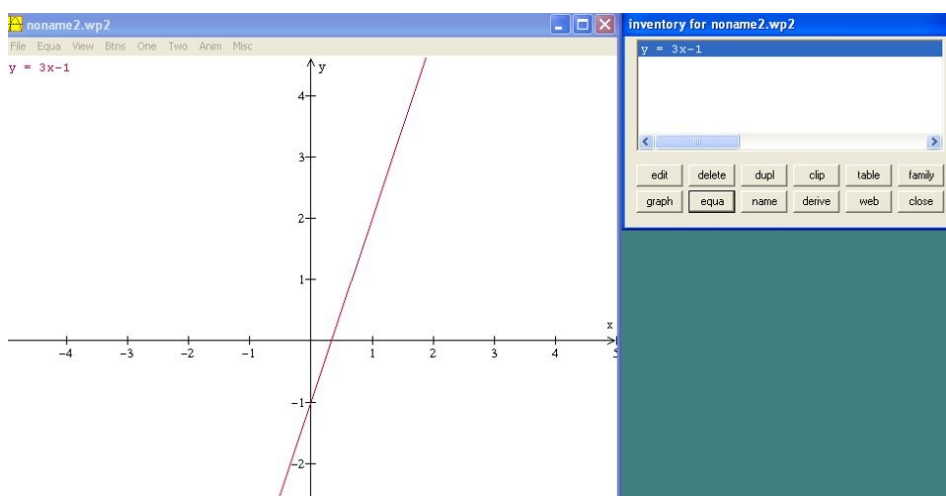 noname2.wp2
File Equa View Btns One Two Anim Misc
y = 3x-1
y
4
3
2
1
x
-4 -3 -2 -1 1 2 3 4 5
-1
-2
inventory for noname2.wp2
y = 3x-1
edit delete dupl clip table family
graph equa name derive web close